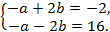 −a + 2b = −2,
−a − 2b = 16.